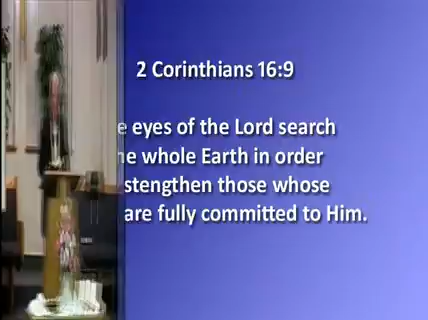 2 Corinthians 16:9
e eyes of the Lord search
he whole Earth in order
stengthen those whose
are fully committed to Him.